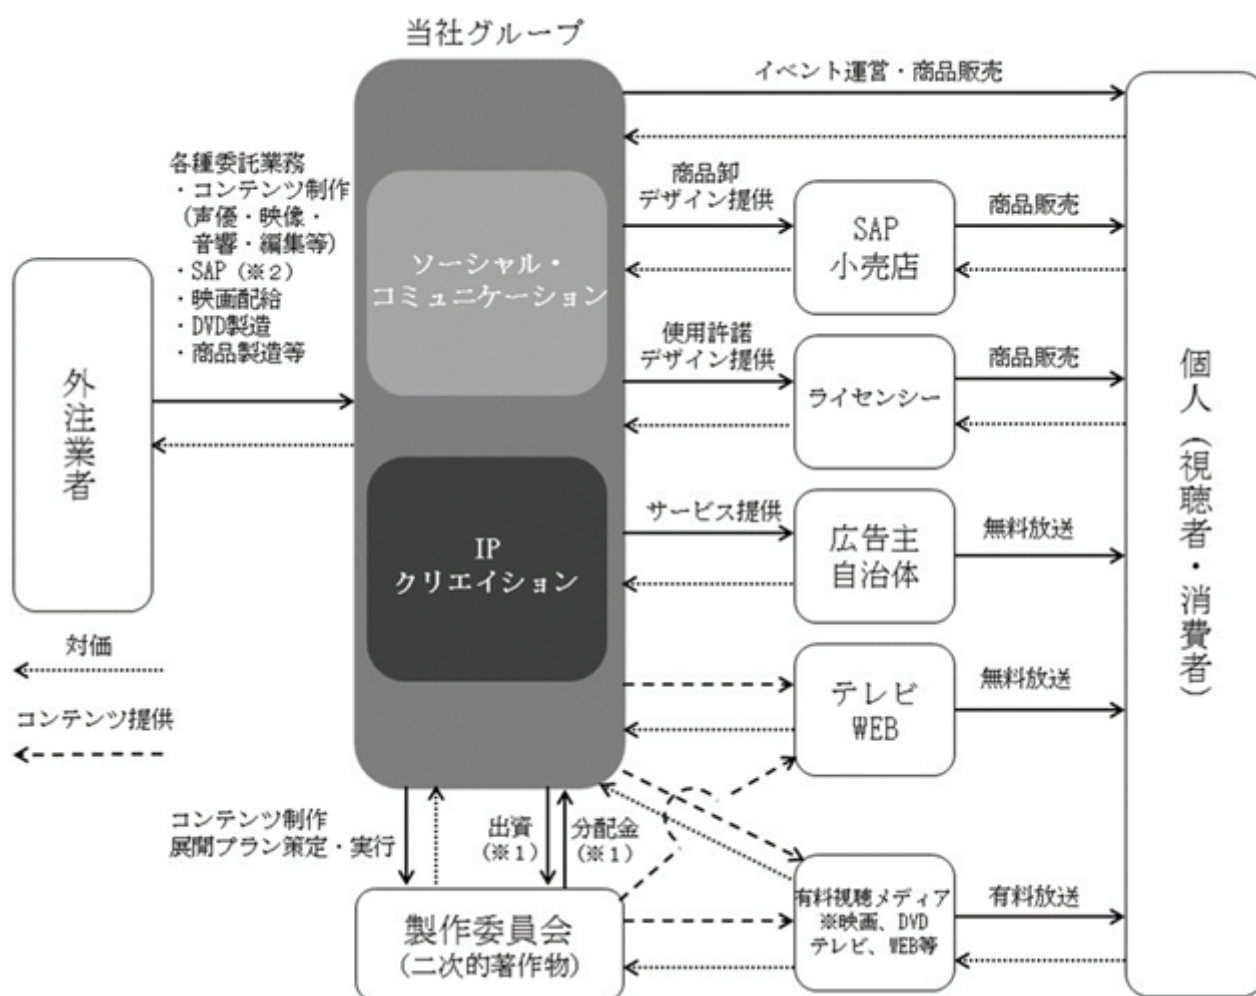 当社グループ
イベント運営・商品販売
各種委託業務
・コンテンツ制作
(声優・映像・
音響・編集等)
・SAP(※2)
・映画配給
・DVD製造
・商品製造等
外注業者
対価
コンテンツ提供
ソーシャル・
コミュニケーション
IP
クリエイション
商品卸
デザイン提供
SAP
小売店
商品販売
使用許諾
デザイン提供
ライセンシー
商品販売
サービス提供
広告主
自治体
無料放送
テレビ
WEB
無料放送
個人(視聴者・消費者)
コンテンツ制作
展開プラン策定・実行
出資
(※1)
分配金
(※1)
製作委員会
(二次的著作物)
有料視聴メディア
※映画、DVD
テレビ、WEB等
有料放送